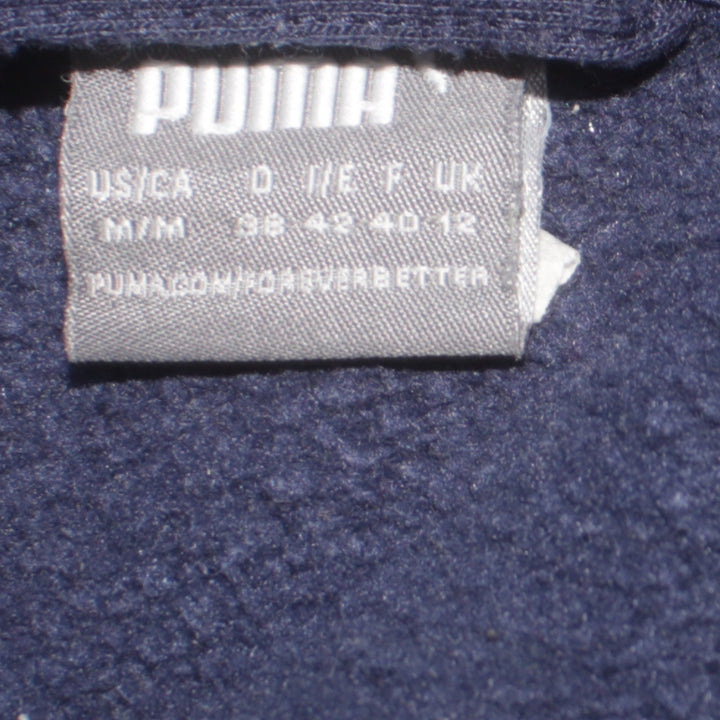 PUMA
US/CA D I/E F UK
M/M 38 42 40 12
PUMA.COM/FOREVERBETTER